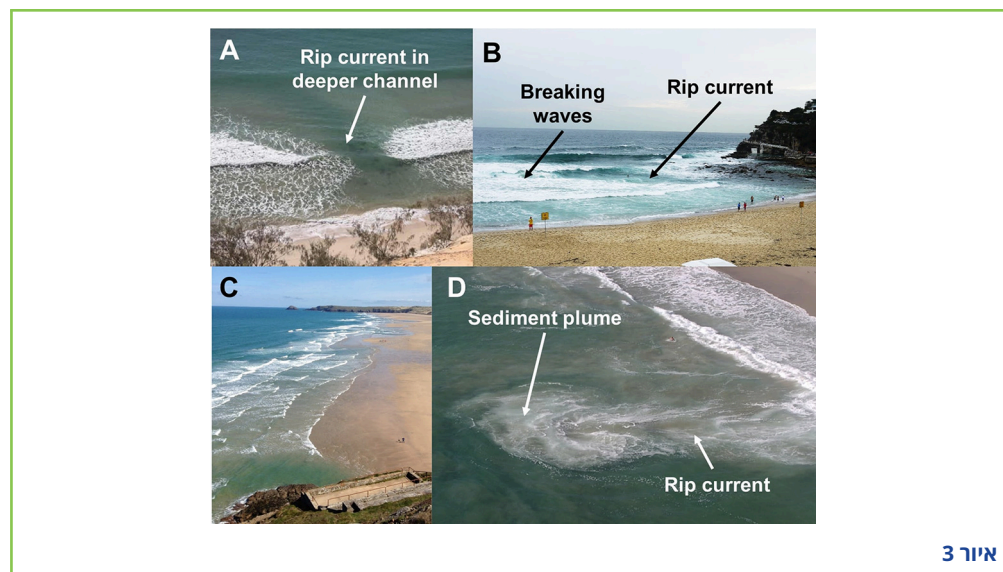 A
Rip current in
deeper channel
B
Breaking
waves
Rip current
C
D
Sediment plume
Rip current
איור 3